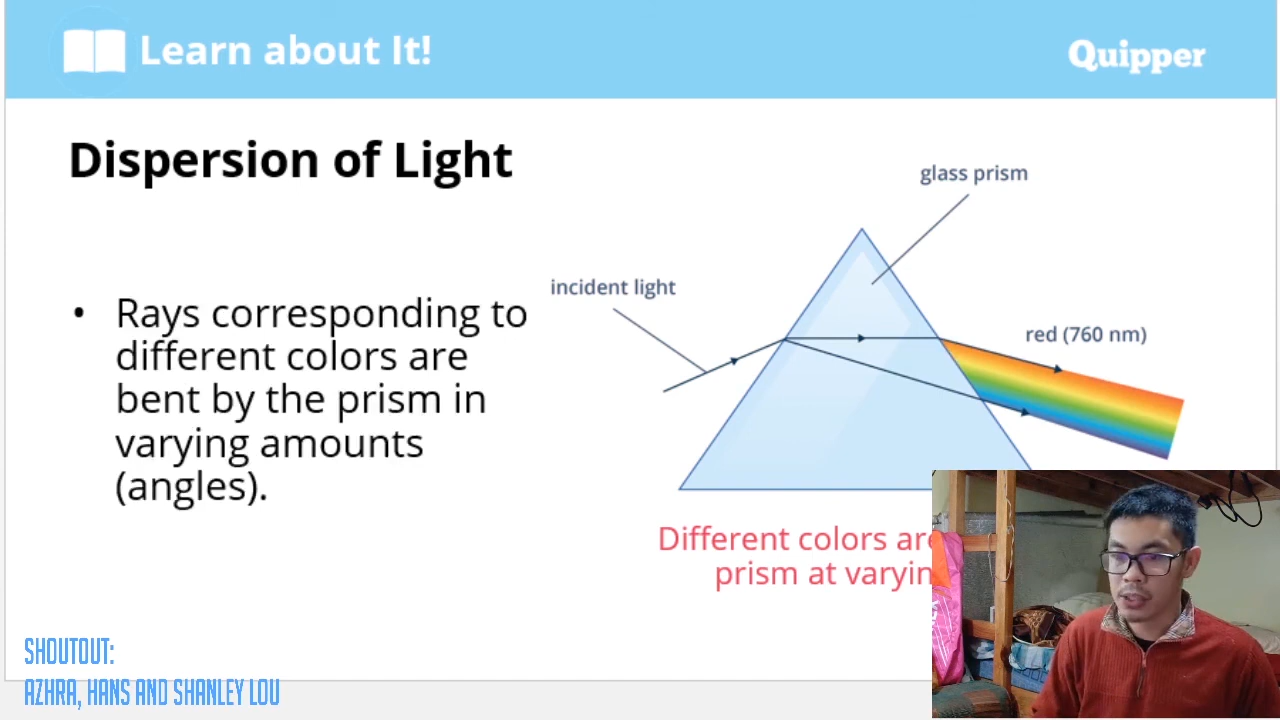 Learn about It!
Quipper
Dispersion of Light
glass prism
incident light
red (760 nm)
• Rays corresponding to
different colors are
bent by the prism in
varying amounts
(angles).
Different colors are
prism at varyin
SHOUTOUT:
AZHRA, HANS AND SHANLEY LOU